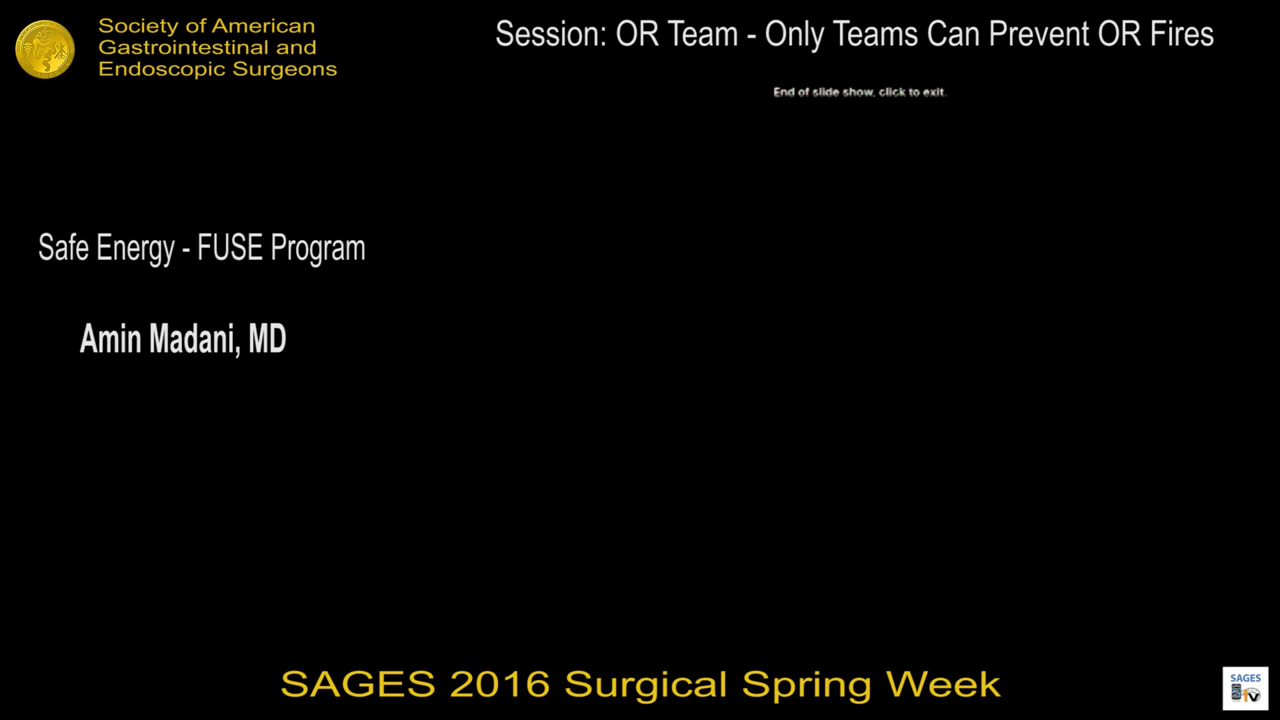 Society of American
Gastrointestinal and
Endoscopic Surgeons
Session: OR Team - Only Teams Can Prevent OR Fires
End of slide show, click to exit.
Safe Energy - FUSE Program
Amin Madani, MD
SAGES 2016 Surgical Spring Week
SAGES
TV